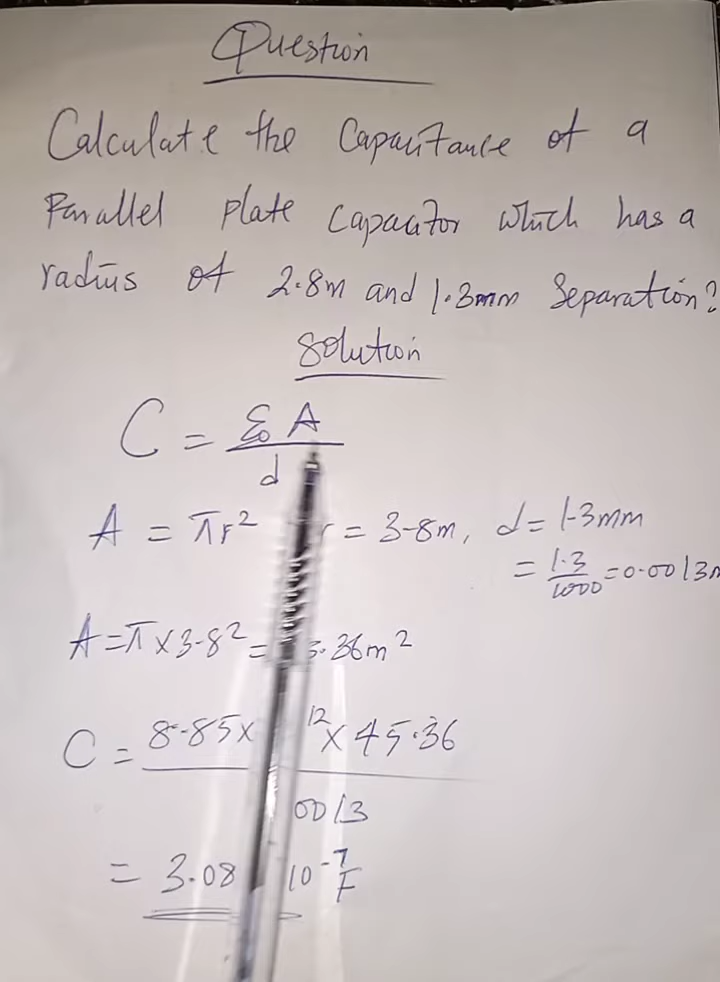 Question
Calculate the Capacitance of a
Parallel plate capacitor which has a
radius of 2.8m and 1.3mm Separation?
Solution
C = ε₀ A
d
A = πr² r = 3.8m, d = 1.3mm
= 1.3/1000 = 0.0013m
A = π x 3.8² = .36m²
C = 8.85 x 12 x 45.36
0013
= 3.08 10⁻⁷ F